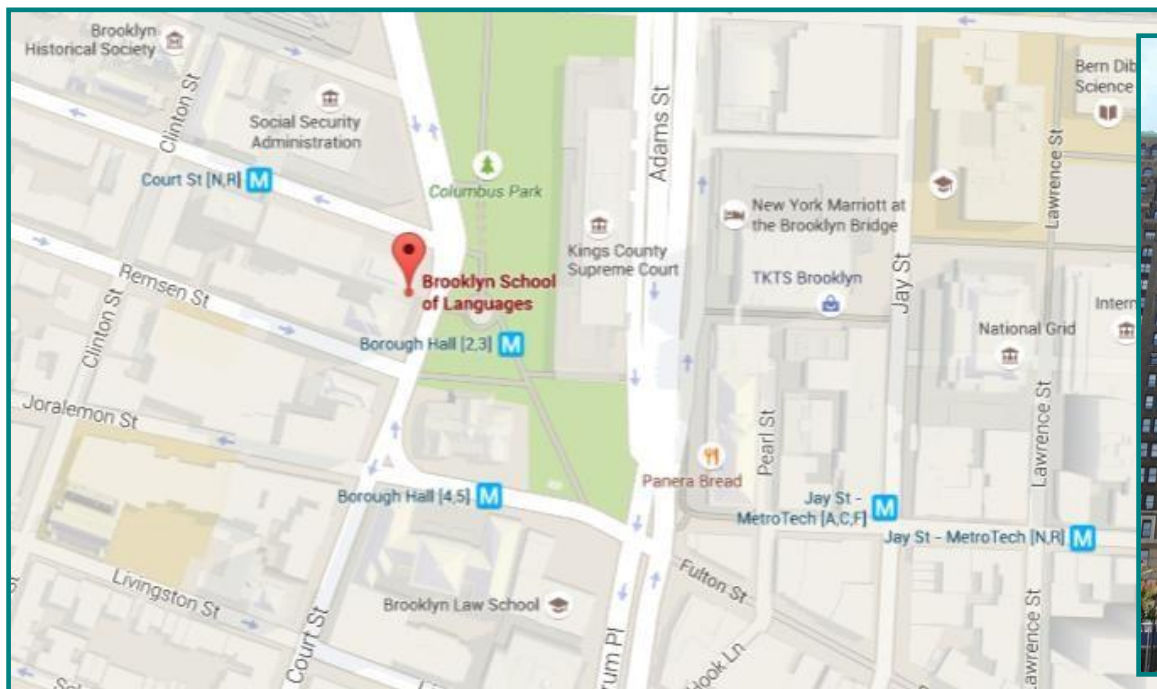 Brooklyn
Historical Society
Clinton St
Social Security
Administration
Court St [N,R] M
Columbus Park
Adams St
Bern Dib
Science
Lawrence St
New York Marriott at
the Brooklyn Bridge
Kings County
Supreme Court
TKTS Brooklyn
Jay St
Brooklyn School
of Languages
Remsen St
Clinton St
Borough Hall [2,3] M
National Grid
Intern
Joralemon St
Pearl St
Lawrence St
Panera Bread
Borough Hall [4,5] M
Jay St -
MetroTech [A,C,F] M
Jay St - MetroTech [N,R] M
Livingston St
Court St
Brooklyn Law School
Fulton St
Lawrence St
rum Pl
Hook Ln